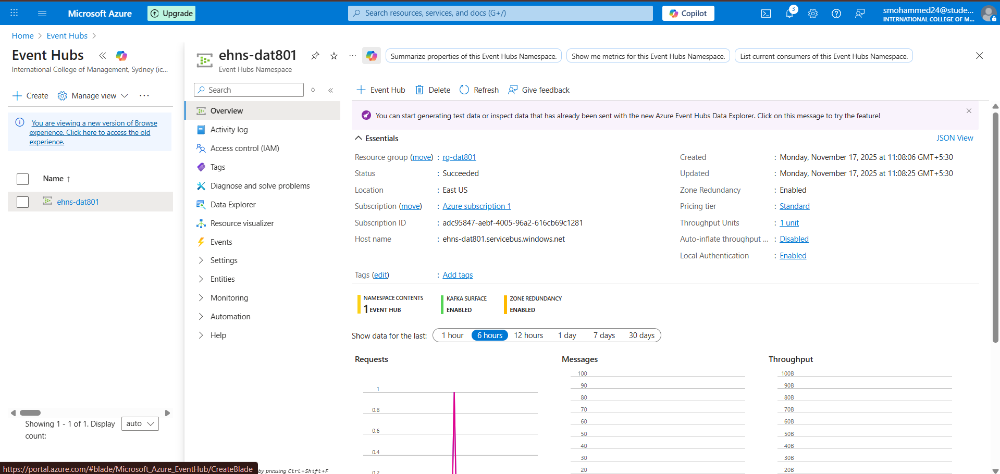 Microsoft Azure
Upgrade
Search resources, services, and docs (G+/)
Copilot
3
smohammed24@stude...
INTERNATIONAL COLLEGE OF M...
Home > Event Hubs >
Event Hubs
International College of Management, Sydney (ic...
Create
Manage view
You are viewing a new version of Browse
experience. Click here to access the old
experience.
Name ↑
ehns-dat801
Showing 1 - 1 of 1. Display
count:
auto
https://portal.azure.com/#blade/Microsoft_Azure_EventHub/CreateBlade
ehns-dat801
Event Hubs Namespace
Summarize properties of this Event Hubs Namespace.
Show me metrics for this Event Hubs Namespace.
List current consumers of this Event Hubs Namespace.
Search
Overview
Activity log
Access control (IAM)
Tags
Diagnose and solve problems
Data Explorer
Resource visualizer
Events
Settings
Entities
Monitoring
Automation
Help
by pressing Ctrl+Shift+F
Event Hub
Delete
Refresh
Give feedback
You can start generating test data or inspect data that has already been sent with the new Azure Event Hubs Data Explorer. Click on this message to try the feature!
Essentials
JSON View
Resource group (move) : rg-dat801
Status : Succeeded
Location : East US
Subscription (move) : Azure subscription 1
Subscription ID : adc95847-aebf-4005-96a2-616cb69c1281
Host name : ehns-dat801.servicebus.windows.net
Created : Monday, November 17, 2025 at 11:08:06 GMT+5:30
Updated : Monday, November 17, 2025 at 11:08:25 GMT+5:30
Zone Redundancy : Enabled
Pricing tier : Standard
Throughput Units : 1 unit
Auto-inflate throughput ... : Disabled
Local Authentication : Enabled
Tags (edit) : Add tags
NAMESPACE CONTENTS
1 EVENT HUB
KAFKA SURFACE
ENABLED
ZONE REDUNDANCY
ENABLED
Show data for the last:
1 hour
6 hours
12 hours
1 day
7 days
30 days
Requests
1
0.8
0.6
0.4
0.2
Messages
100
90
80
70
60
50
40
30
20
Throughput
100B
90B
80B
70B
60B
50B
40B
30B
20B